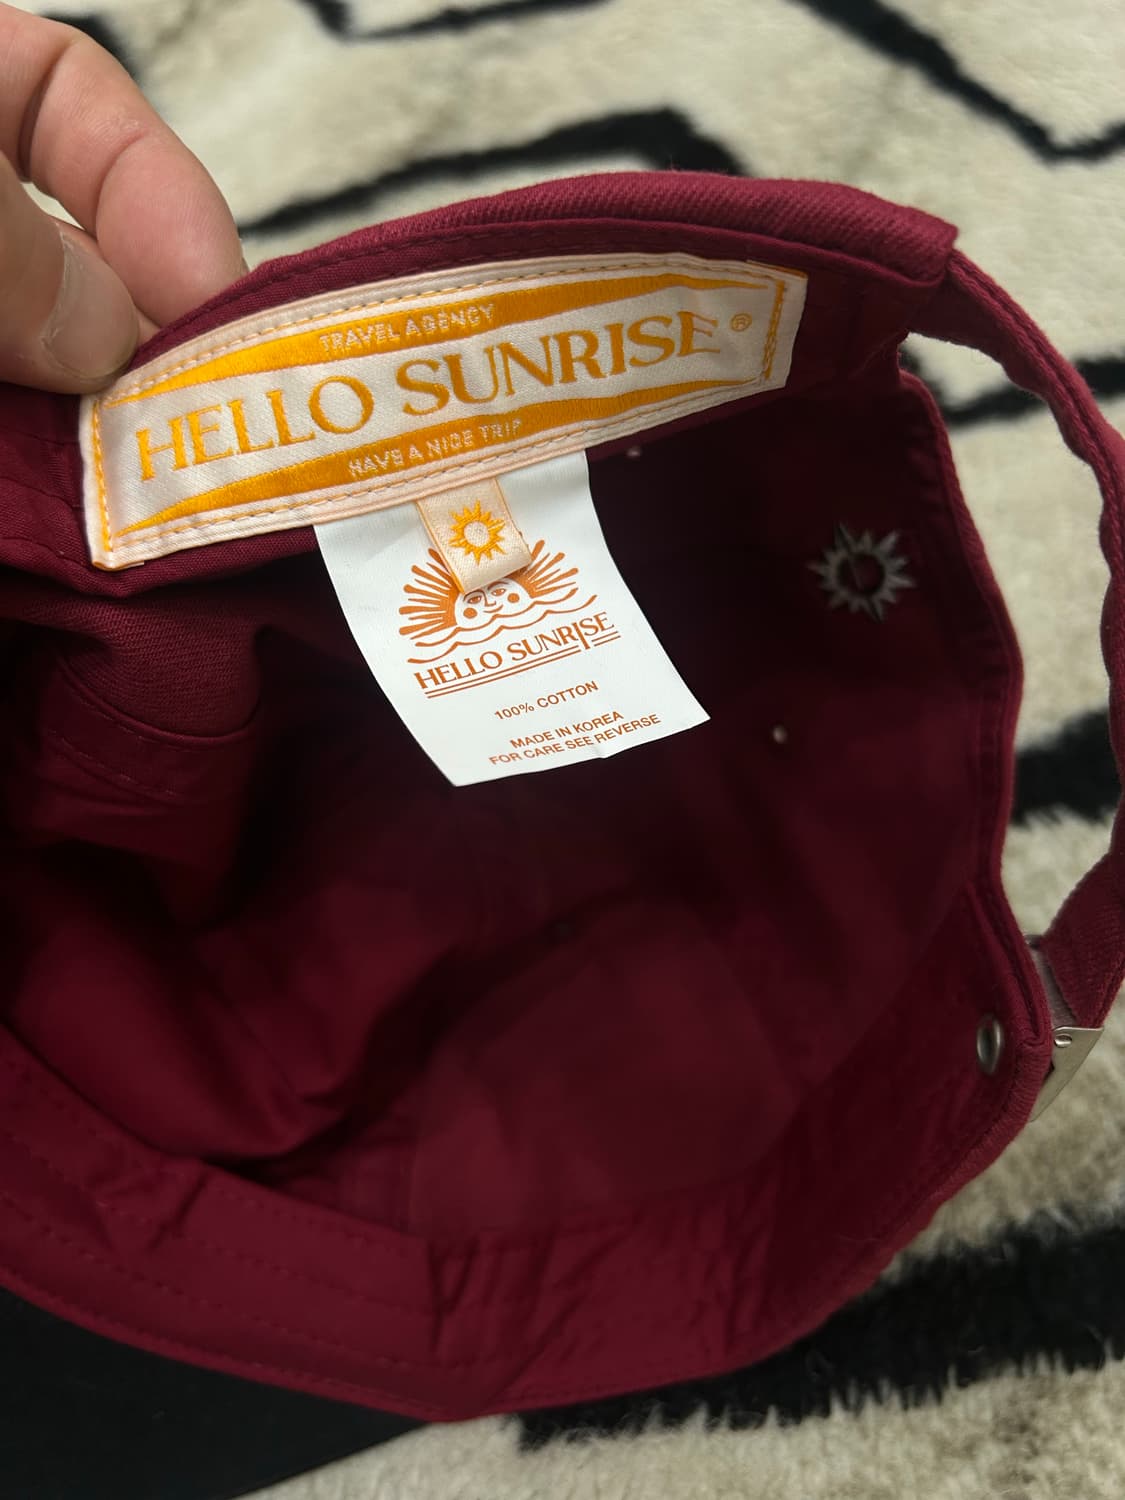 TRAVEL AGENCY
HELLO SUNRISE ®
HAVE A NICE TRIP
HELLO SUNRISE
100% COTTON
MADE IN KOREA
FOR CARE SEE REVERSE